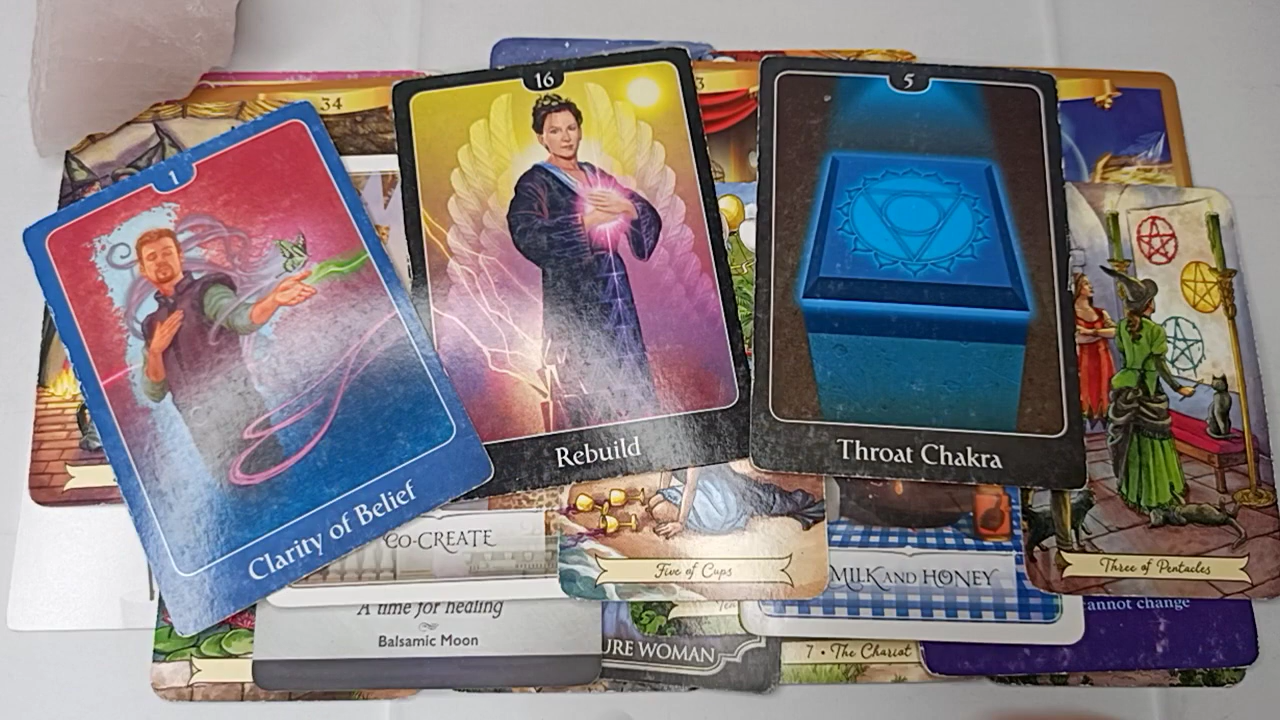 34
16
3
5
1
Rebuild
Throat Chakra
Clarity of Belief
CO-CREATE
Five of Cups
MILK AND HONEY
Three of Pentacles
A time for healing
cannot change
Balsamic Moon
URE WOMAN
7 • The Chariot